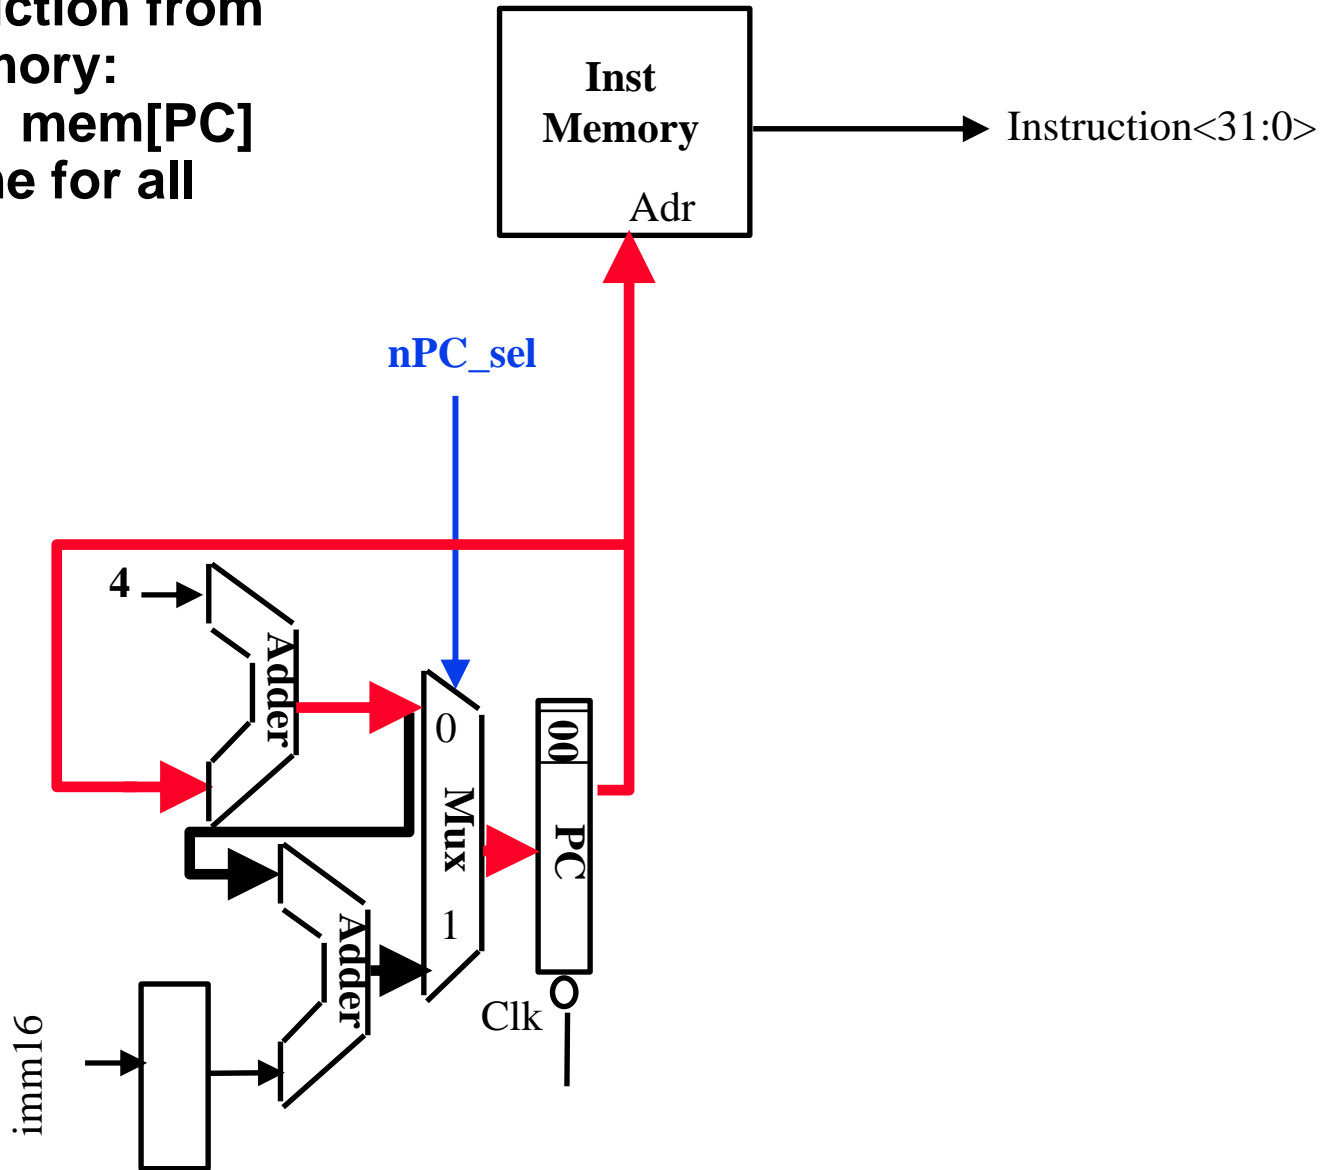 ction from
nory:
mem[PC]
ne for all
Inst
Memory
Adr
Instruction<31:0>
nPC_sel
4
Adder
0
Mux
1
00
PC
Adder
Clk
imm16